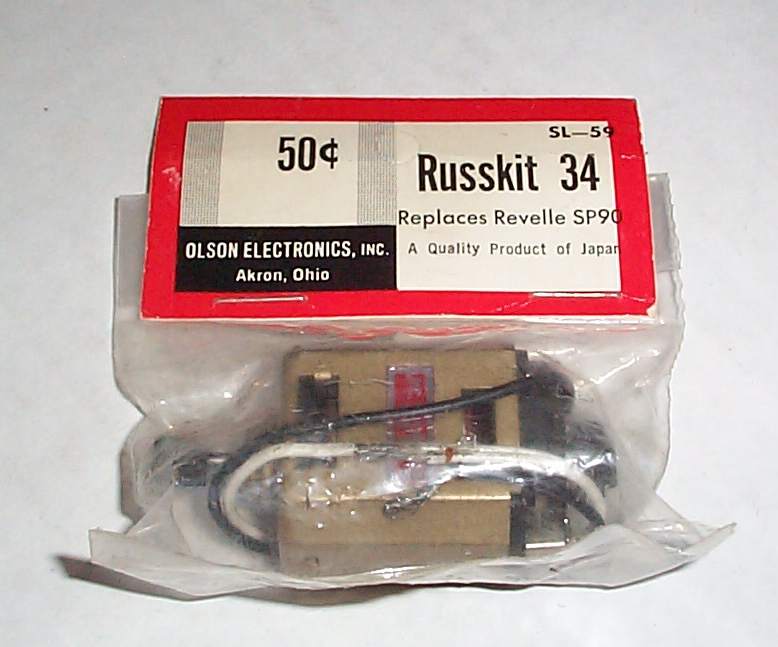 50¢
OLSON ELECTRONICS, INC.
Akron, Ohio
SL—59
Russkit 34
Replaces Revelle SP90
A Quality Product of Japan